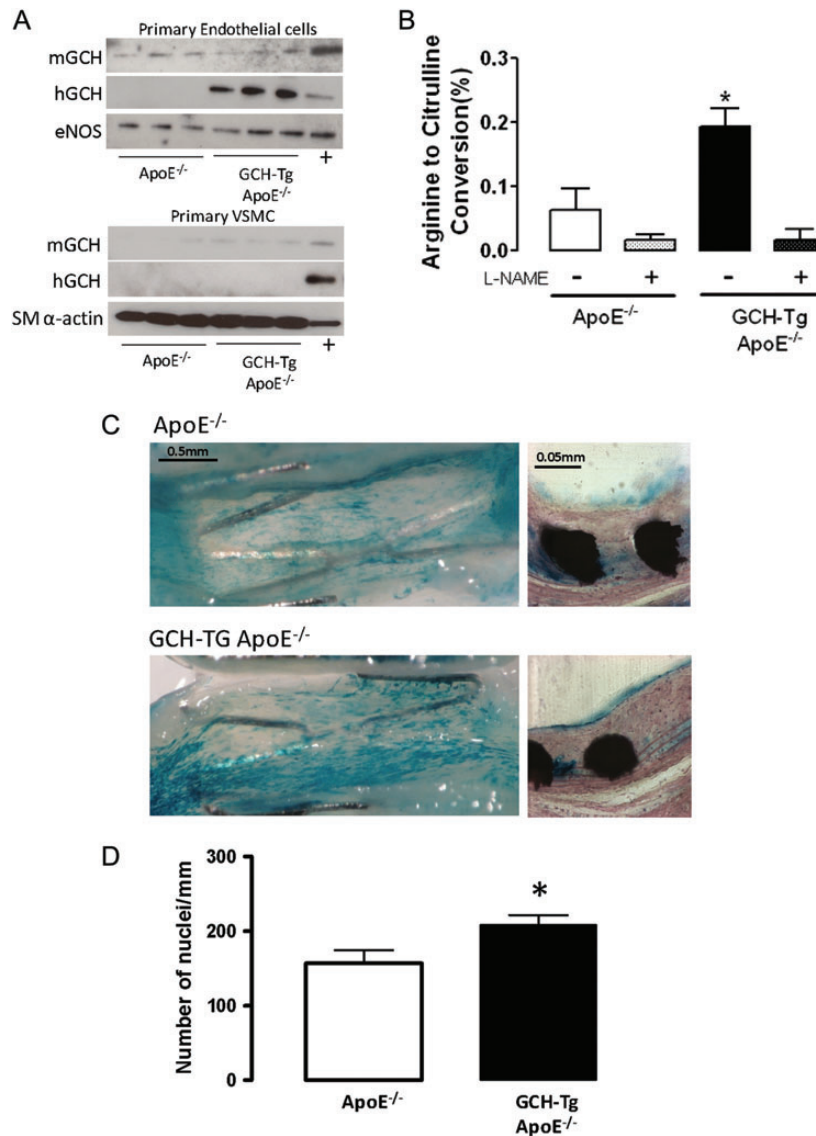 A
Primary Endothelial cells
mGCH
hGCH
eNOS
ApoE-/-
GCH-Tg
ApoE-/-
+
Primary VSMC
mGCH
hGCH
SM α-actin
ApoE-/-
GCH-Tg
ApoE-/-
+
B
Arginine to Citrulline
Conversion(%)
0.3
0.2
0.1
0.0
*
L-NAME - + - +
ApoE-/-
GCH-Tg
ApoE-/-
C
ApoE-/-
0.5mm
0.05mm
GCH-TG ApoE-/-
D
Number of nuclei/mm
300
200
100
0
*
ApoE-/-
GCH-Tg
ApoE-/-